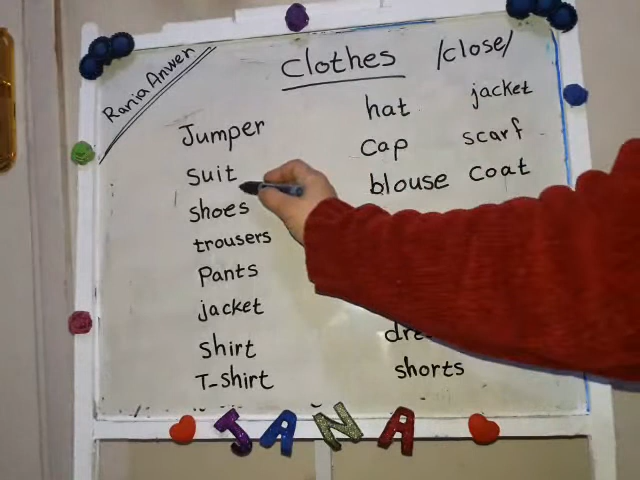 Rania Anwer
Clothes /close/
Jumper
suit
shoes
trousers
pants
jacket
shirt
T-shirt
hat
cap
blouse
shorts
jacket
scarf
coat
JANA